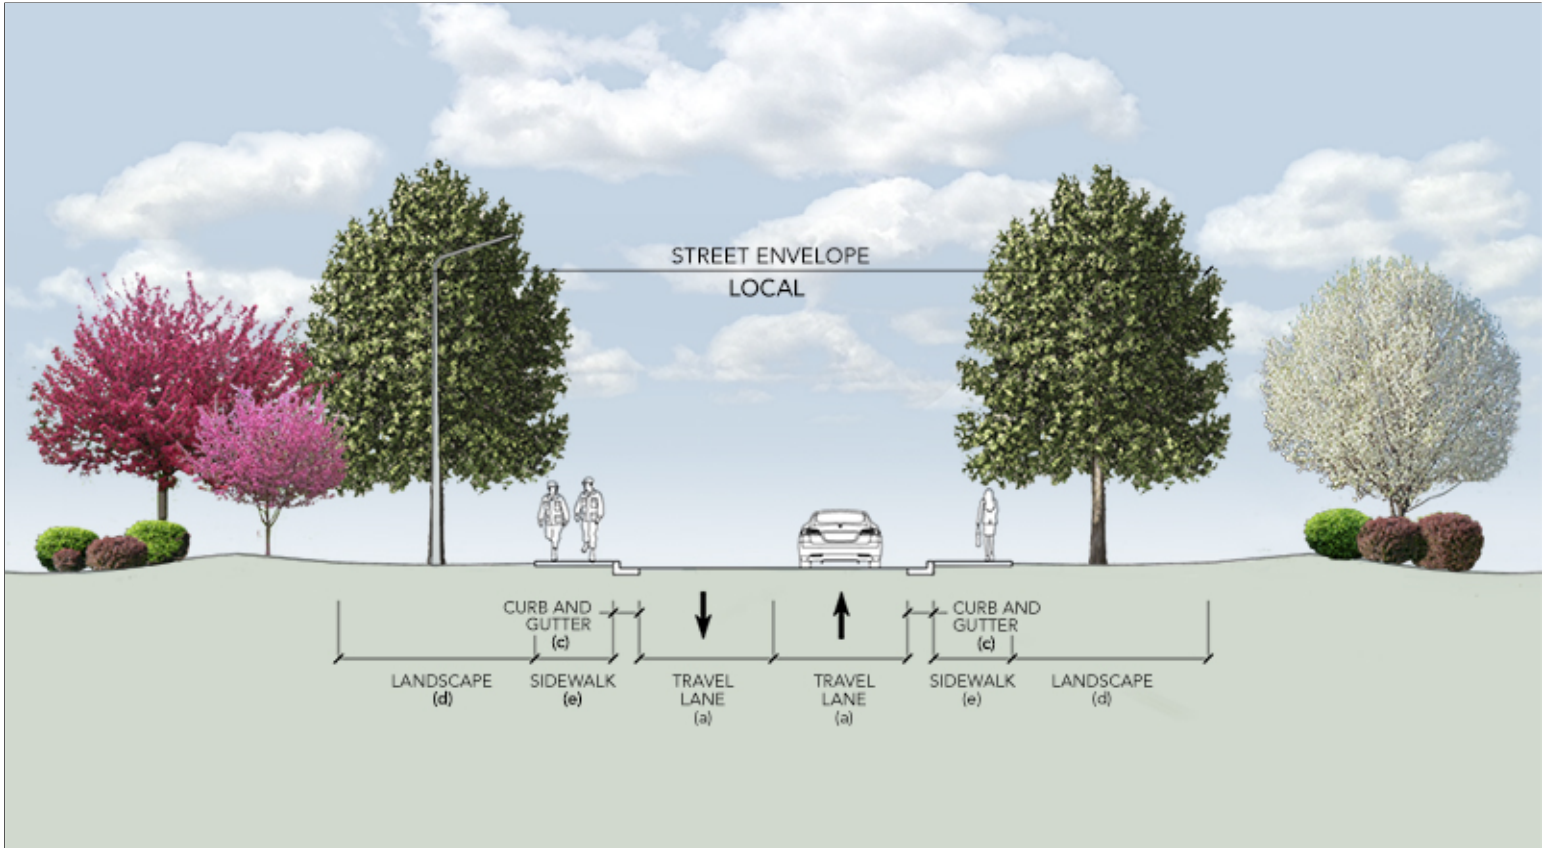 STREET ENVELOPE
LOCAL
CURB AND
GUTTER
(c)
CURB AND
GUTTER
(c)
LANDSCAPE
(d)
SIDEWALK
(e)
TRAVEL
LANE
(a)
TRAVEL
LANE
(a)
SIDEWALK
(e)
LANDSCAPE
(d)